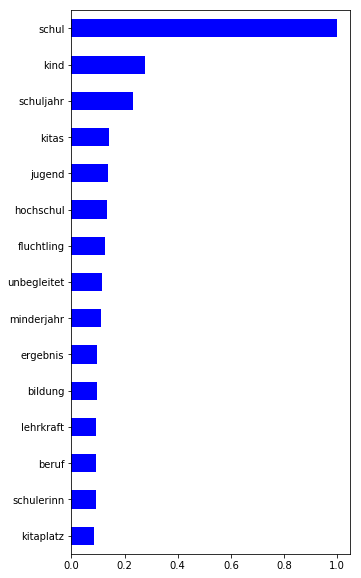 schul
kind
schuljahr
kitas
jugend
hochschul
fluchtling
unbegleitet
minderjahr
ergebnis
bildung
lehrkraft
beruf
schulerinn
kitaplatz
0.0 0.2 0.4 0.6 0.8 1.0